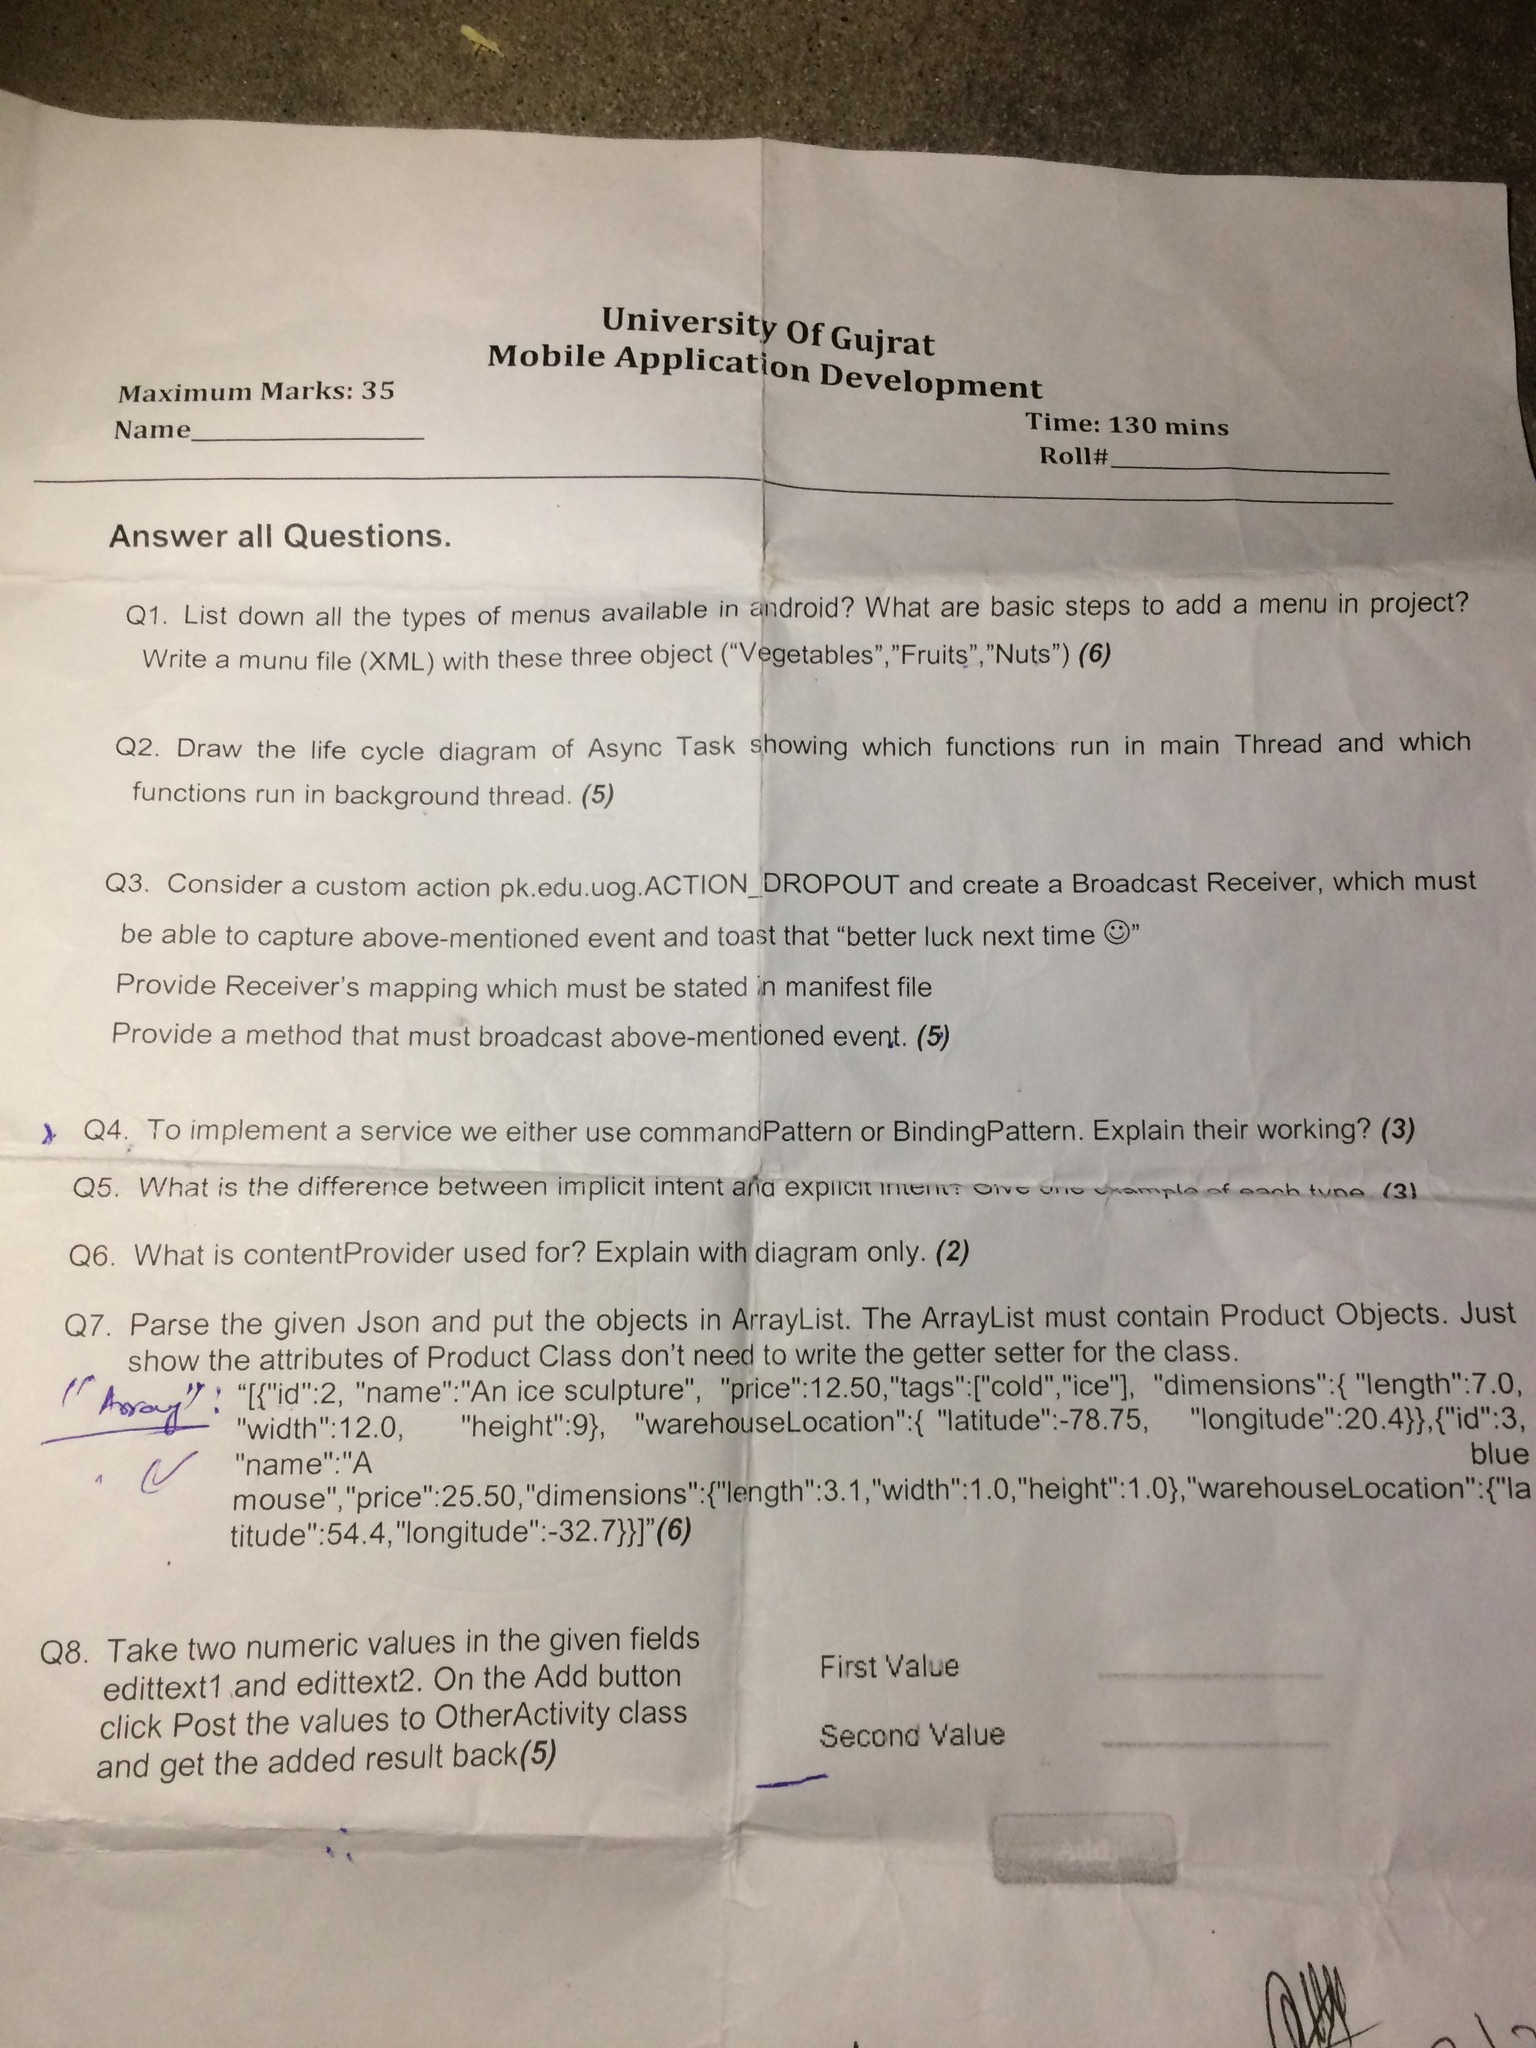 University Of Gujrat
Mobile Application Development
Maximum Marks: 35
Time: 130 mins
Name
Roll#
Answer all Questions.
Q1. List down all the types of menus available in android? What are basic steps to add a menu in project?
Write a munu file (XML) with these three object (“Vegetables”,”Fruits”,”Nuts”) (6)
Q2. Draw the life cycle diagram of Async Task showing which functions run in main Thread and which
functions run in background thread. (5)
Q3. Consider a custom action pk.edu.uog.ACTION_DROPOUT and create a Broadcast Receiver, which must
be able to capture above-mentioned event and toast that “better luck next time ☺”
Provide Receiver’s mapping which must be stated in manifest file
Provide a method that must broadcast above-mentioned event. (5)
Q4. To implement a service we either use commandPattern or BindingPattern. Explain their working? (3)
Q5. What is the difference between implicit intent and explicit intent? Give one example of each type (3)
Q6. What is contentProvider used for? Explain with diagram only. (2)
Q7. Parse the given Json and put the objects in ArrayList. The ArrayList must contain Product Objects. Just
show the attributes of Product Class don’t need to write the getter setter for the class.
"Array": “[{"id":2, "name":"An ice sculpture", "price":12.50,"tags":["cold","ice"], "dimensions":{ "length":7.0,
"width":12.0, "height":9}, "warehouseLocation":{ "latitude":-78.75, "longitude":20.4}},{"id":3,
"name":"A blue
mouse","price":25.50,"dimensions":{"length":3.1,"width":1.0,"height":1.0},"warehouseLocation":{"la
titude":54.4,"longitude":-32.7}}]”(6)
Q8. Take two numeric values in the given fields
edittext1 and edittext2. On the Add button
click Post the values to OtherActivity class
and get the added result back(5)
First Value
Second Value